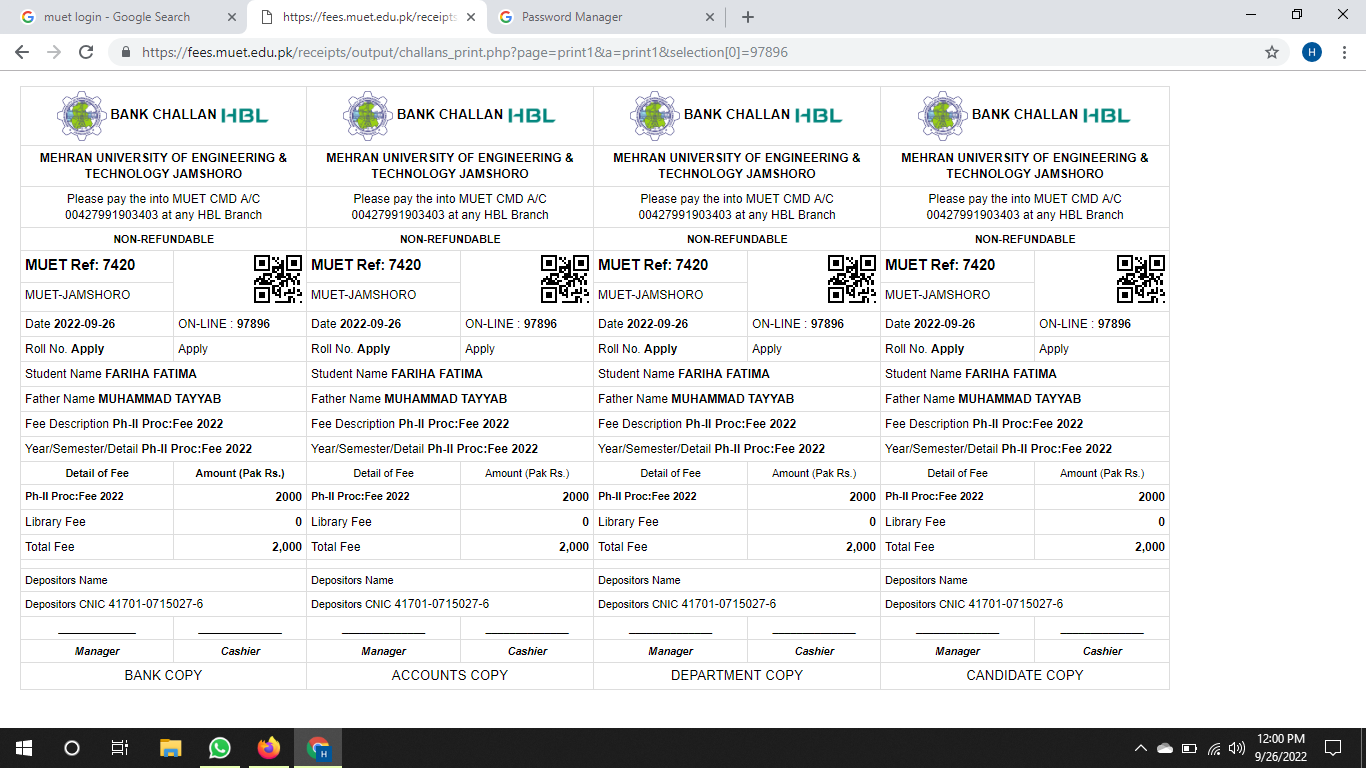 muet login - Google Search
https://fees.muet.edu.pk/receipts
Password Manager
https://fees.muet.edu.pk/receipts/output/challans_print.php?page=print1&a=print1&selection[0]=97896
H
BANK CHALLAN HBL
MEHRAN UNIVERSITY OF ENGINEERING &
TECHNOLOGY JAMSHORO
Please pay the into MUET CMD A/C
00427991903403 at any HBL Branch
NON-REFUNDABLE
MUET Ref: 7420
MUET-JAMSHORO
Date 2022-09-26 ON-LINE : 97896
Roll No. Apply Apply
Student Name FARIHA FATIMA
Father Name MUHAMMAD TAYYAB
Fee Description Ph-II Proc:Fee 2022
Year/Semester/Detail Ph-II Proc:Fee 2022
Detail of Fee Amount (Pak Rs.)
Ph-II Proc:Fee 2022 2000
Library Fee 0
Total Fee 2,000
Depositors Name
Depositors CNIC 41701-0715027-6
Manager Cashier
BANK COPY
BANK CHALLAN HBL
MEHRAN UNIVERSITY OF ENGINEERING &
TECHNOLOGY JAMSHORO
Please pay the into MUET CMD A/C
00427991903403 at any HBL Branch
NON-REFUNDABLE
MUET Ref: 7420
MUET-JAMSHORO
Date 2022-09-26 ON-LINE : 97896
Roll No. Apply Apply
Student Name FARIHA FATIMA
Father Name MUHAMMAD TAYYAB
Fee Description Ph-II Proc:Fee 2022
Year/Semester/Detail Ph-II Proc:Fee 2022
Detail of Fee Amount (Pak Rs.)
Ph-II Proc:Fee 2022 2000
Library Fee 0
Total Fee 2,000
Depositors Name
Depositors CNIC 41701-0715027-6
Manager Cashier
ACCOUNTS COPY
BANK CHALLAN HBL
MEHRAN UNIVERSITY OF ENGINEERING &
TECHNOLOGY JAMSHORO
Please pay the into MUET CMD A/C
00427991903403 at any HBL Branch
NON-REFUNDABLE
MUET Ref: 7420
MUET-JAMSHORO
Date 2022-09-26 ON-LINE : 97896
Roll No. Apply Apply
Student Name FARIHA FATIMA
Father Name MUHAMMAD TAYYAB
Fee Description Ph-II Proc:Fee 2022
Year/Semester/Detail Ph-II Proc:Fee 2022
Detail of Fee Amount (Pak Rs.)
Ph-II Proc:Fee 2022 2000
Library Fee 0
Total Fee 2,000
Depositors Name
Depositors CNIC 41701-0715027-6
Manager Cashier
DEPARTMENT COPY
BANK CHALLAN HBL
MEHRAN UNIVERSITY OF ENGINEERING &
TECHNOLOGY JAMSHORO
Please pay the into MUET CMD A/C
00427991903403 at any HBL Branch
NON-REFUNDABLE
MUET Ref: 7420
MUET-JAMSHORO
Date 2022-09-26 ON-LINE : 97896
Roll No. Apply Apply
Student Name FARIHA FATIMA
Father Name MUHAMMAD TAYYAB
Fee Description Ph-II Proc:Fee 2022
Year/Semester/Detail Ph-II Proc:Fee 2022
Detail of Fee Amount (Pak Rs.)
Ph-II Proc:Fee 2022 2000
Library Fee 0
Total Fee 2,000
Depositors Name
Depositors CNIC 41701-0715027-6
Manager Cashier
CANDIDATE COPY
H
12:00 PM
9/26/2022